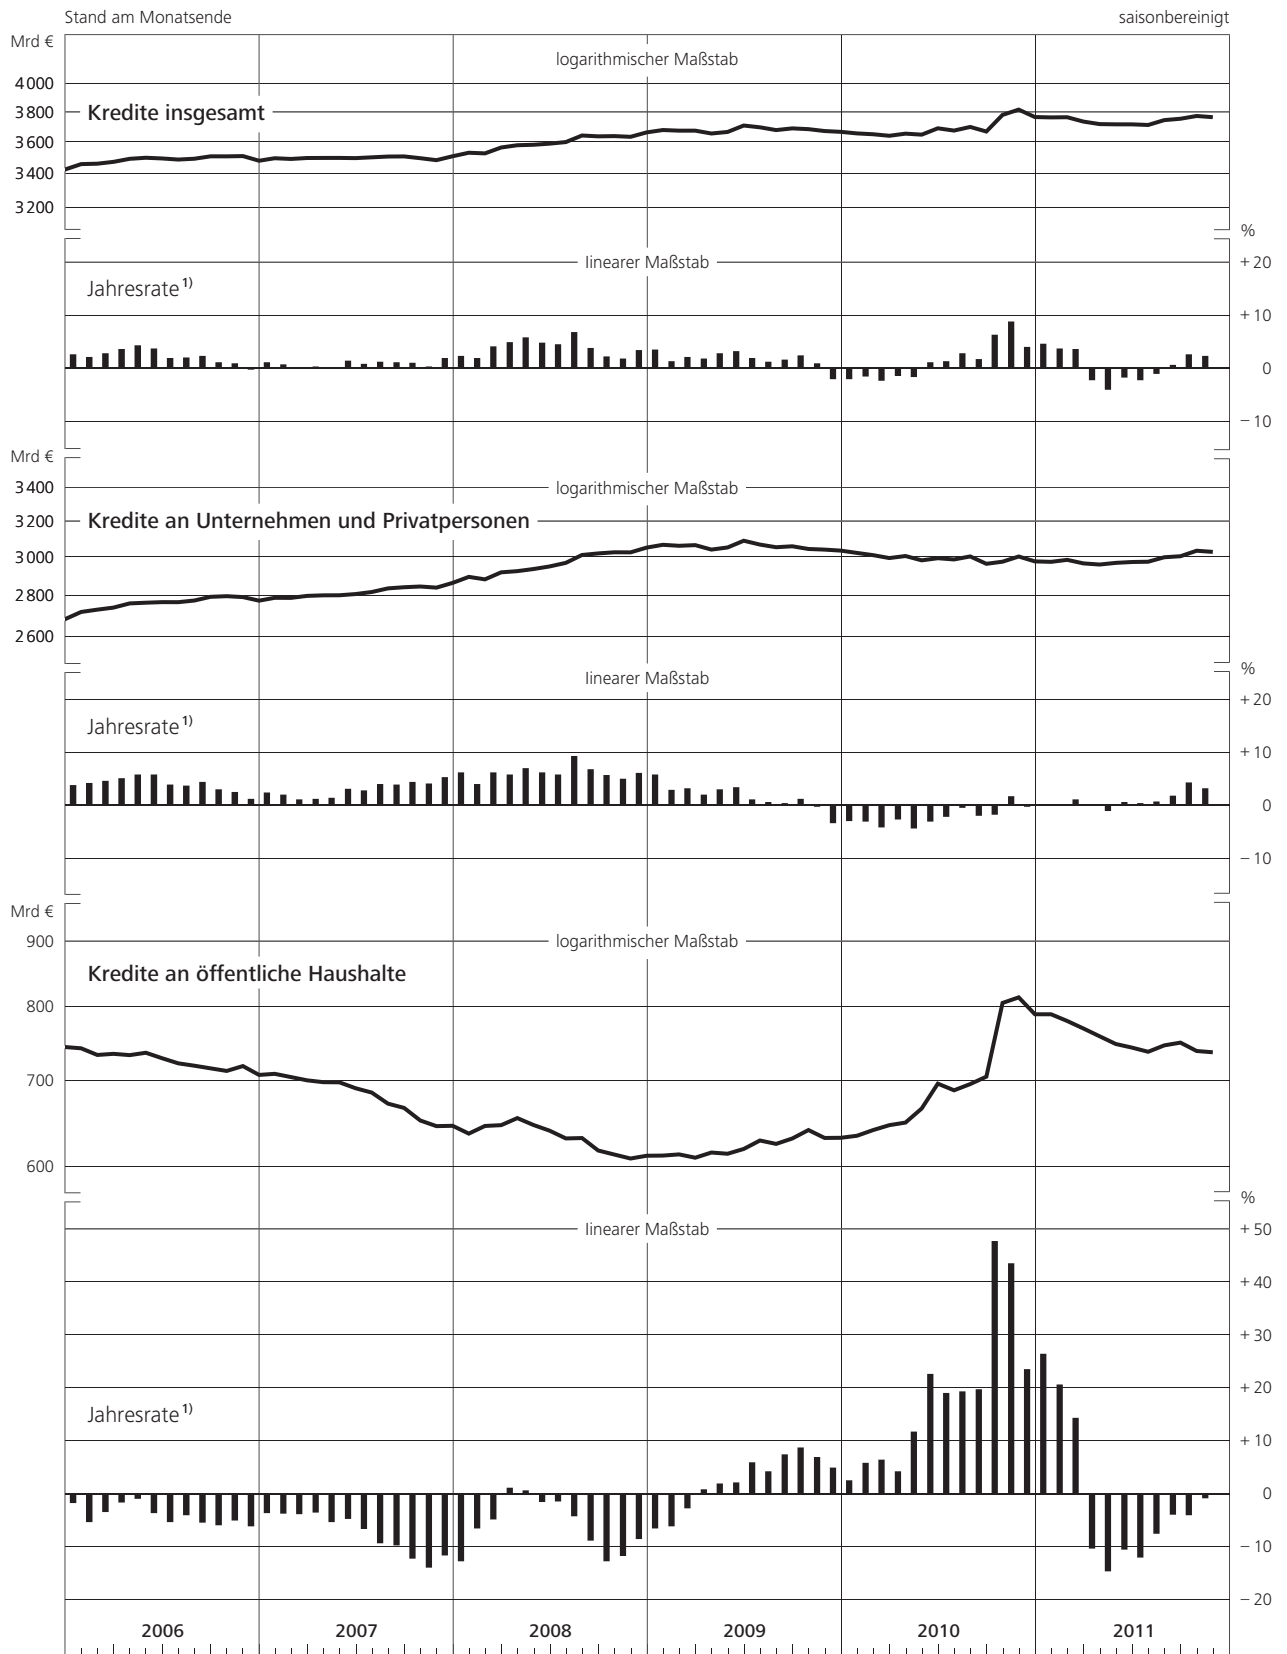 Stand am Monatsende saisonbereinigt
Mrd €
logarithmischer Maßstab
4 000
Kredite insgesamt
3 800
3 600
3 400
3 200
%
linearer Maßstab
+ 20
Jahresrate 1)
+ 10
0
– 10
Mrd €
3 400
logarithmischer Maßstab
3 200
Kredite an Unternehmen und Privatpersonen
3 000
2 800
2 600
%
linearer Maßstab
+ 20
Jahresrate 1)
+ 10
0
– 10
Mrd €
900
logarithmischer Maßstab
Kredite an öffentliche Haushalte
800
700
600
%
linearer Maßstab
+ 50
+ 40
+ 30
+ 20
Jahresrate 1)
+ 10
0
– 10
– 20
2006 2007 2008 2009 2010 2011